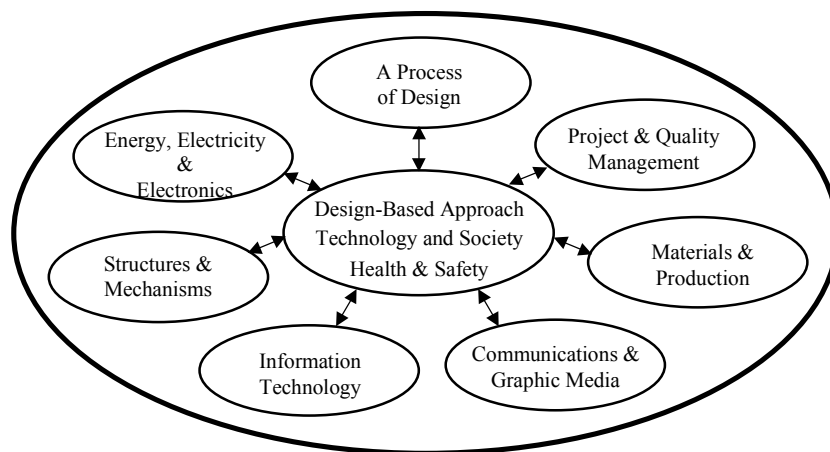 A Process
of Design
Energy, Electricity
&
Electronics
Project & Quality
Management
Design-Based Approach
Technology and Society
Health & Safety
Structures &
Mechanisms
Materials &
Production
Information
Technology
Communications &
Graphic Media